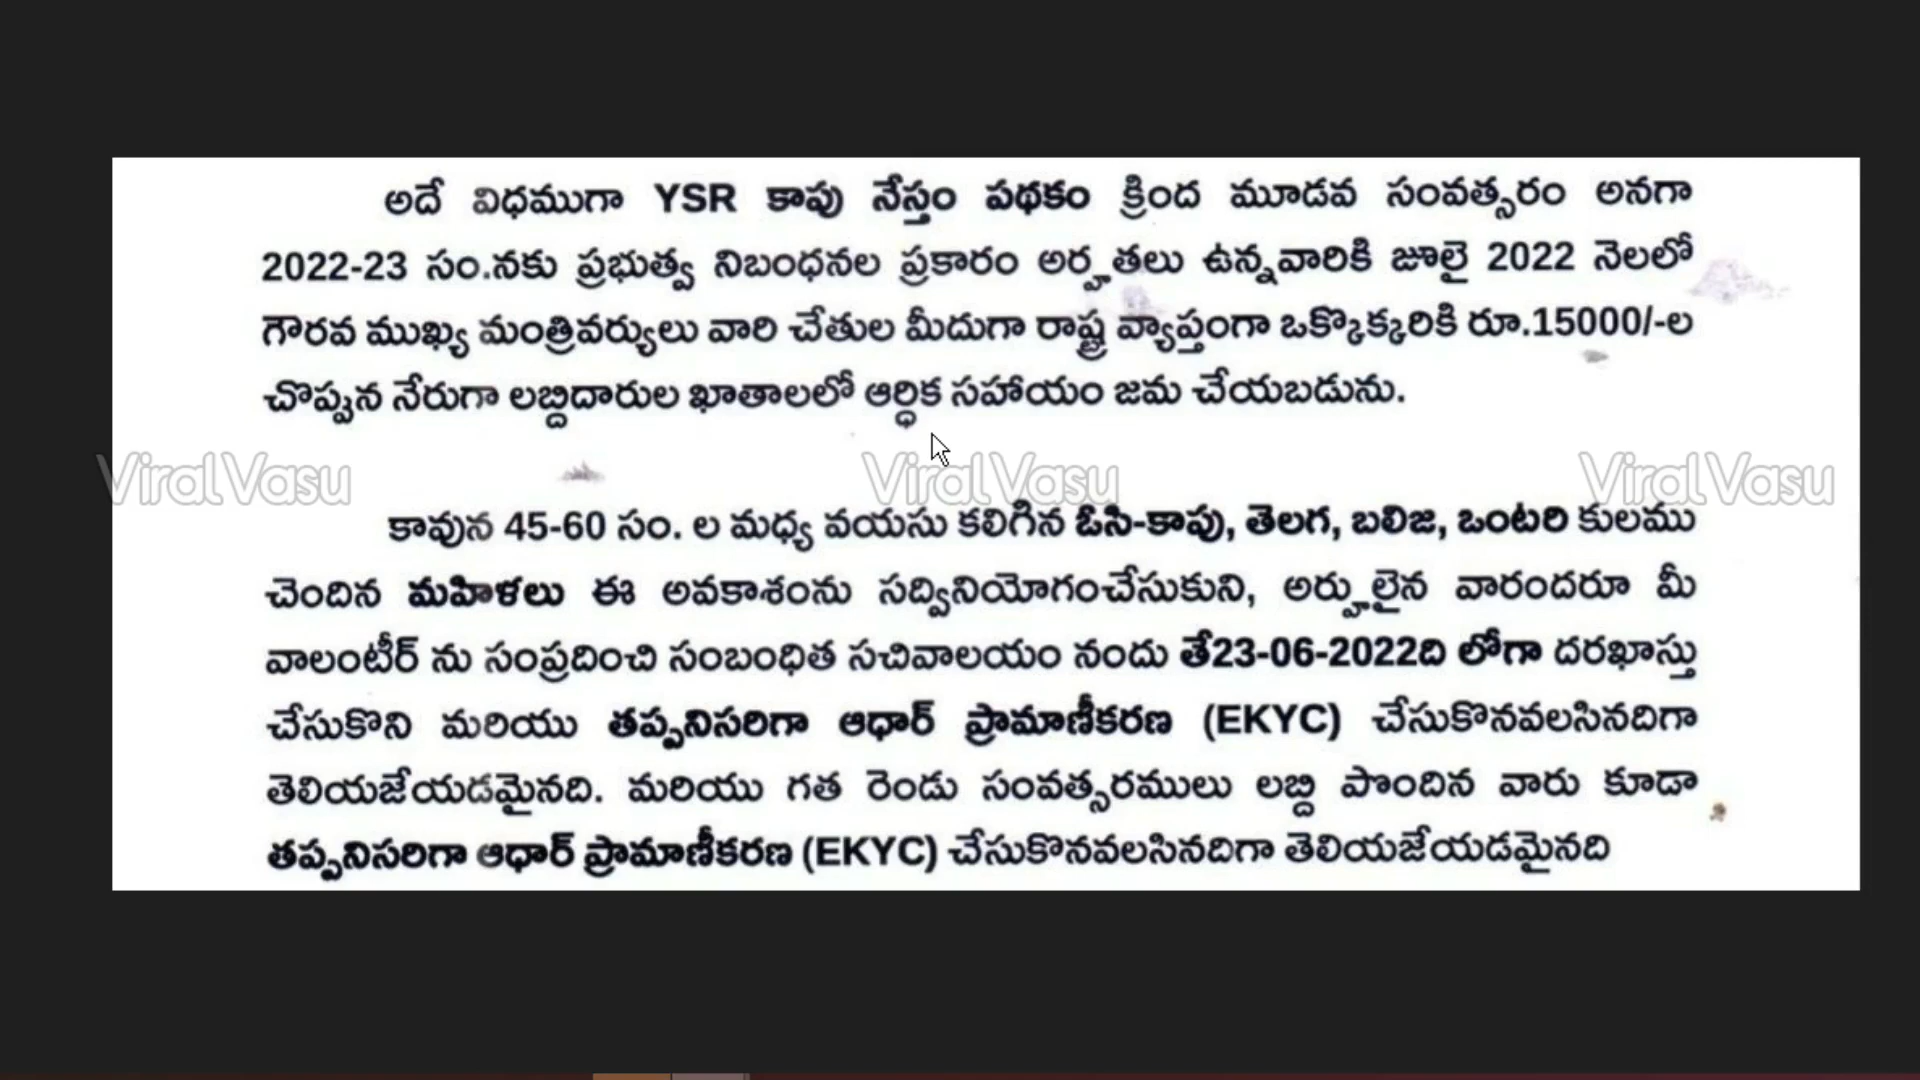 అదే విధముగా YSR కాపు నేస్తం పథకం క్రింద మూడవ సంవత్సరం అనగా
2022-23 సం.నకు ప్రభుత్వ నిబంధనల ప్రకారం అర్హతలు ఉన్నవారికి జూలై 2022 నెలలో
గౌరవ ముఖ్య మంత్రివర్యులు వారి చేతుల మీదుగా రాష్ట్ర వ్యాప్తంగా ఒక్కొక్కరికి రూ.15000/-ల
చొప్పున నేరుగా లబ్దిదారుల ఖాతాలలో ఆర్ధిక సహాయం జమ చేయబడును.
ViralVasu ViralVasu ViralVasu
కావున 45-60 సం. ల మధ్య వయసు కలిగిన ఓసి-కాపు, తెలగ, బలిజ, ఒంటరి కులము
చెందిన మహిళలు ఈ అవకాశంను సద్వినియోగంచేసుకుని, అర్హులైన వారందరూ మీ
వాలంటీర్ ను సంప్రదించి సంబంధిత సచివాలయం నందు తే23-06-2022ది లోగా దరఖాస్తు
చేసుకొని మరియు తప్పనిసరిగా ఆధార్ ప్రామాణీకరణ (EKYC) చేసుకొనవలసినదిగా
తెలియజేయడమైనది. మరియు గత రెండు సంవత్సరములు లబ్ది పొందిన వారు కూడా
తప్పనిసరిగా ఆధార్ ప్రామాణీకరణ (EKYC) చేసుకొనవలసినదిగా తెలియజేయడమైనది